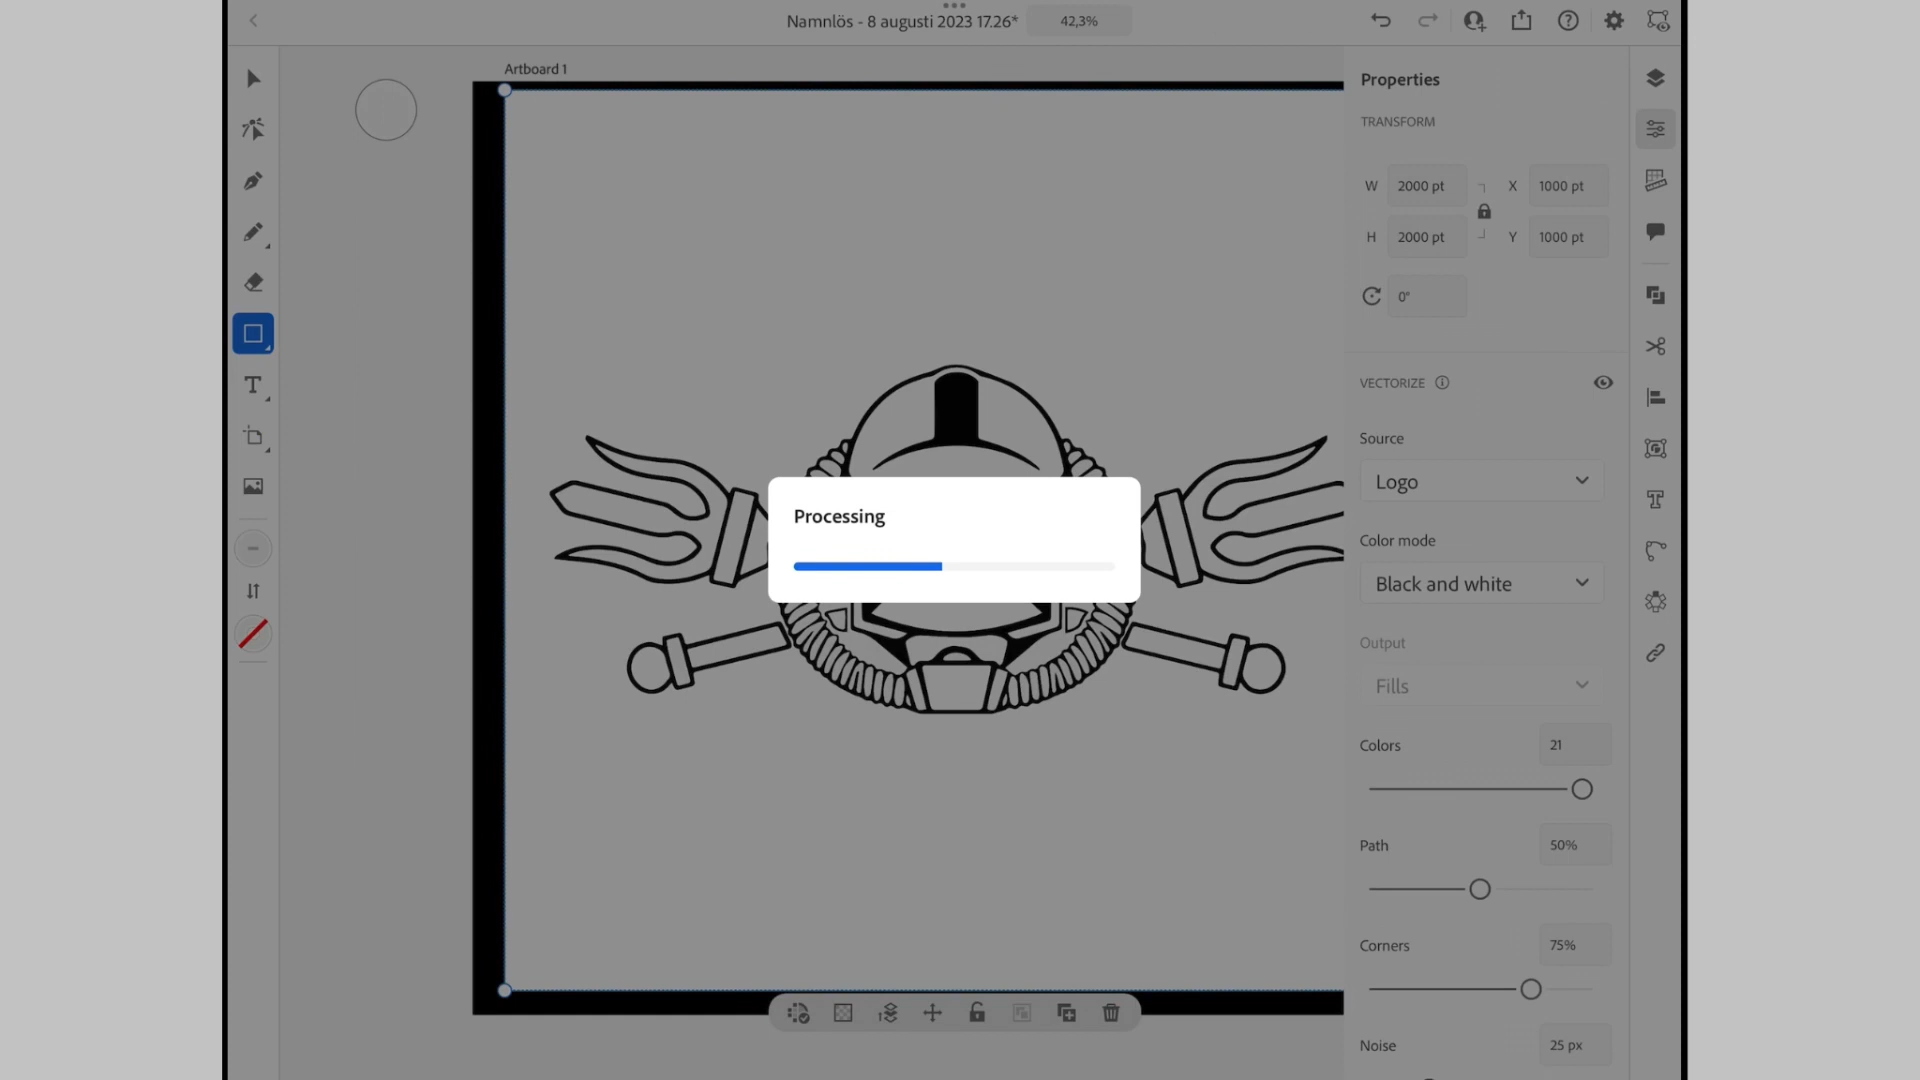 Namnlös - 8 augusti 2023 17.26* 42,3%
Artboard 1
Properties
TRANSFORM
W 2000 pt X 1000 pt
H 2000 pt Y 1000 pt
0°
VECTORIZE
Source
Logo
Color mode
Black and white
Output
Fills
Colors 21
Path 50%
Corners 75%
Noise 25 px
Processing